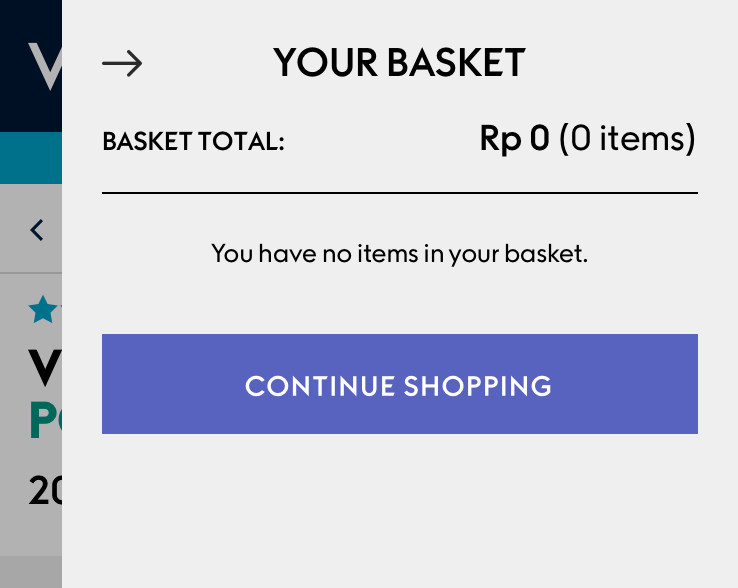 YOUR BASKET
BASKET TOTAL: Rp 0 (0 items)
You have no items in your basket.
CONTINUE SHOPPING